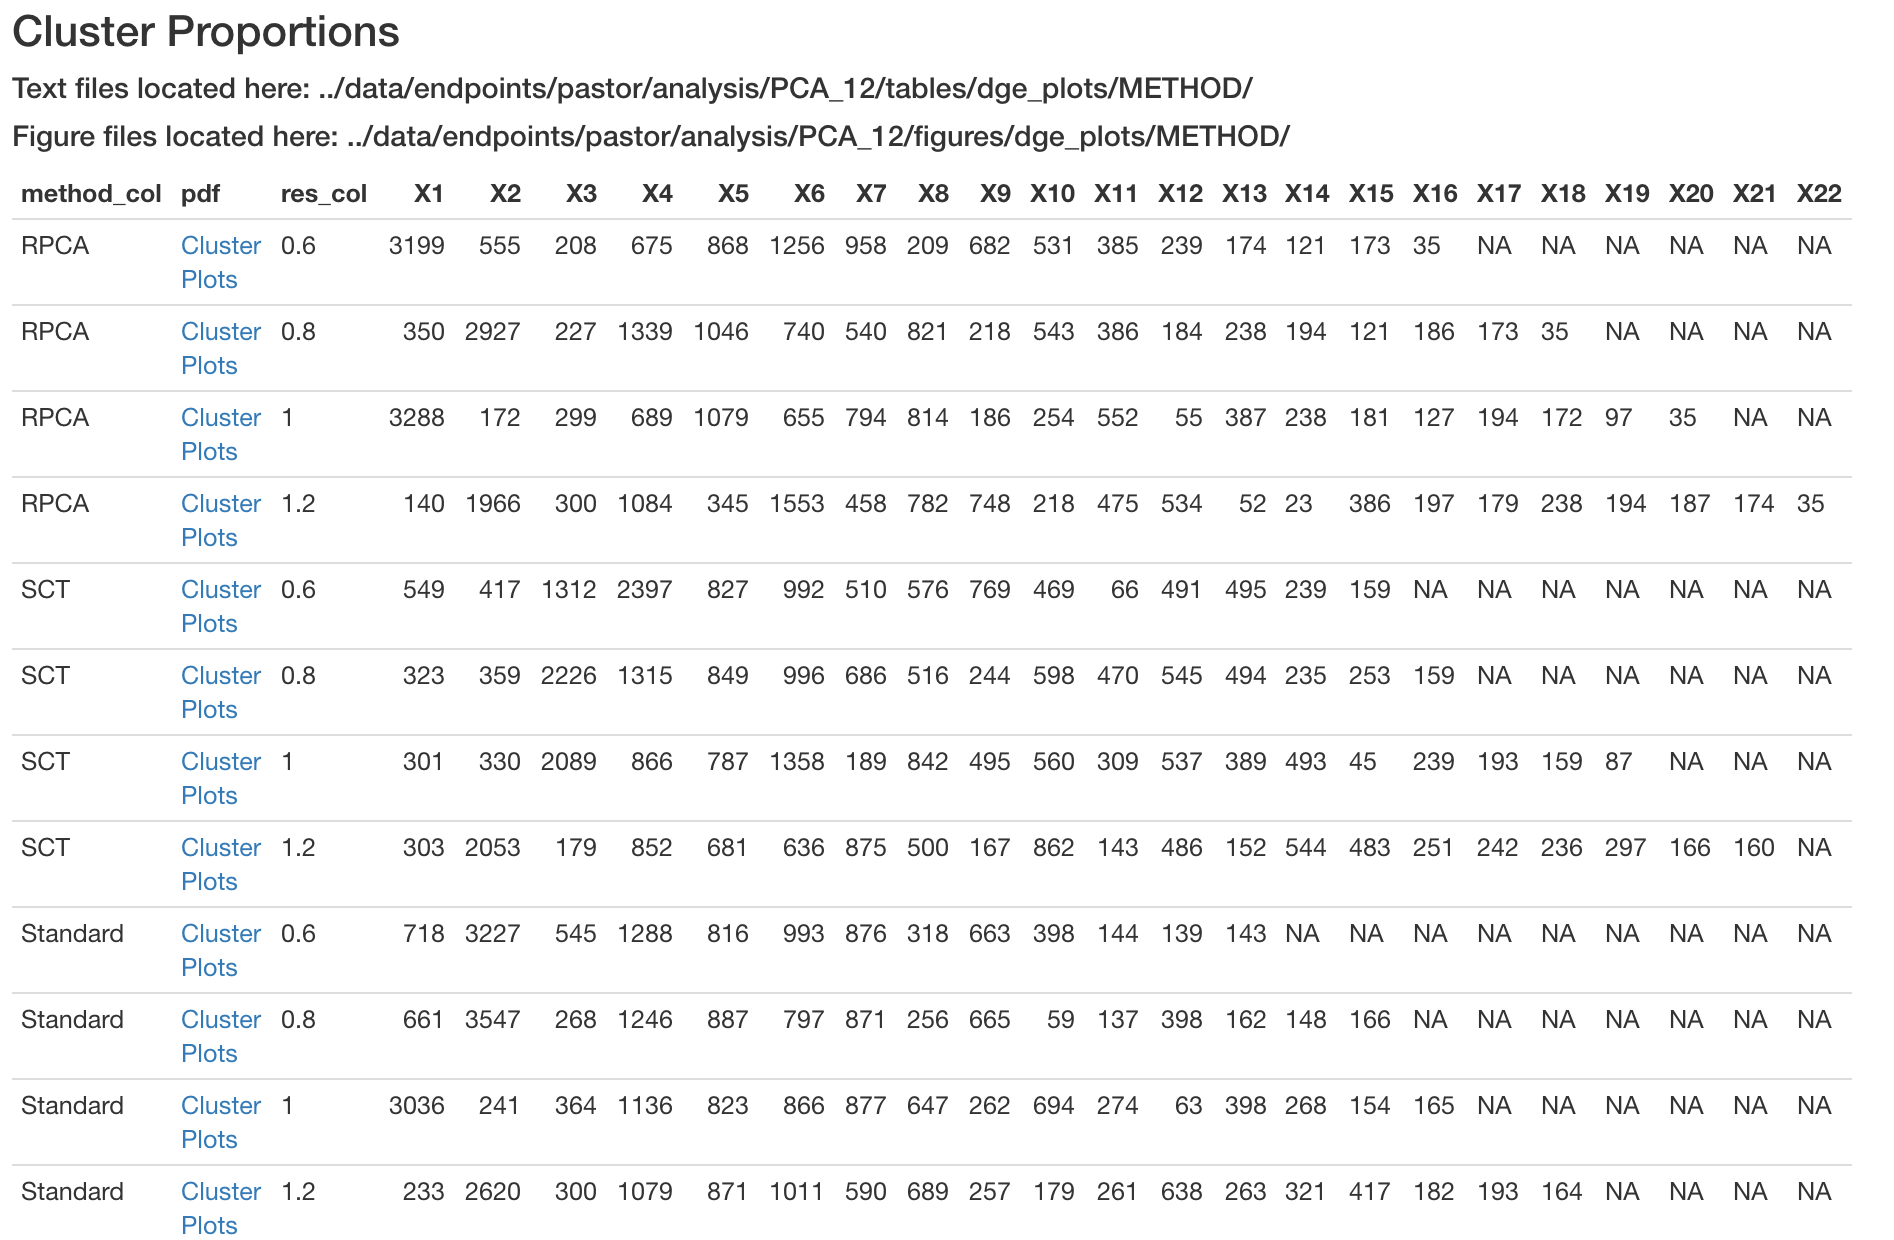 Cluster Proportions
Text files located here: ../data/endpoints/pastor/analysis/PCA_12/tables/dge_plots/METHOD/
Figure files located here: ../data/endpoints/pastor/analysis/PCA_12/figures/dge_plots/METHOD/
method_col pdf res_col X1 X2 X3 X4 X5 X6 X7 X8 X9 X10 X11 X12 X13 X14 X15 X16 X17 X18 X19 X20 X21 X22
RPCA Cluster 0.6 3199 555 208 675 868 1256 958 209 682 531 385 239 174 121 173 35 NA NA NA NA NA NA
Plots
RPCA Cluster 0.8 350 2927 227 1339 1046 740 540 821 218 543 386 184 238 194 121 186 173 35 NA NA NA NA
Plots
RPCA Cluster 1 3288 172 299 689 1079 655 794 814 186 254 552 55 387 238 181 127 194 172 97 35 NA NA
Plots
RPCA Cluster 1.2 140 1966 300 1084 345 1553 458 782 748 218 475 534 52 23 386 197 179 238 194 187 174 35
Plots
SCT Cluster 0.6 549 417 1312 2397 827 992 510 576 769 469 66 491 495 239 159 NA NA NA NA NA NA NA
Plots
SCT Cluster 0.8 323 359 2226 1315 849 996 686 516 244 598 470 545 494 235 253 159 NA NA NA NA NA NA
Plots
SCT Cluster 1 301 330 2089 866 787 1358 189 842 495 560 309 537 389 493 45 239 193 159 87 NA NA NA
Plots
SCT Cluster 1.2 303 2053 179 852 681 636 875 500 167 862 143 486 152 544 483 251 242 236 297 166 160 NA
Plots
Standard Cluster 0.6 718 3227 545 1288 816 993 876 318 663 398 144 139 143 NA NA NA NA NA NA NA NA NA
Plots
Standard Cluster 0.8 661 3547 268 1246 887 797 871 256 665 59 137 398 162 148 166 NA NA NA NA NA NA NA
Plots
Standard Cluster 1 3036 241 364 1136 823 866 877 647 262 694 274 63 398 268 154 165 NA NA NA NA NA NA
Plots
Standard Cluster 1.2 233 2620 300 1079 871 1011 590 689 257 179 261 638 263 321 417 182 193 164 NA NA NA NA
Plots